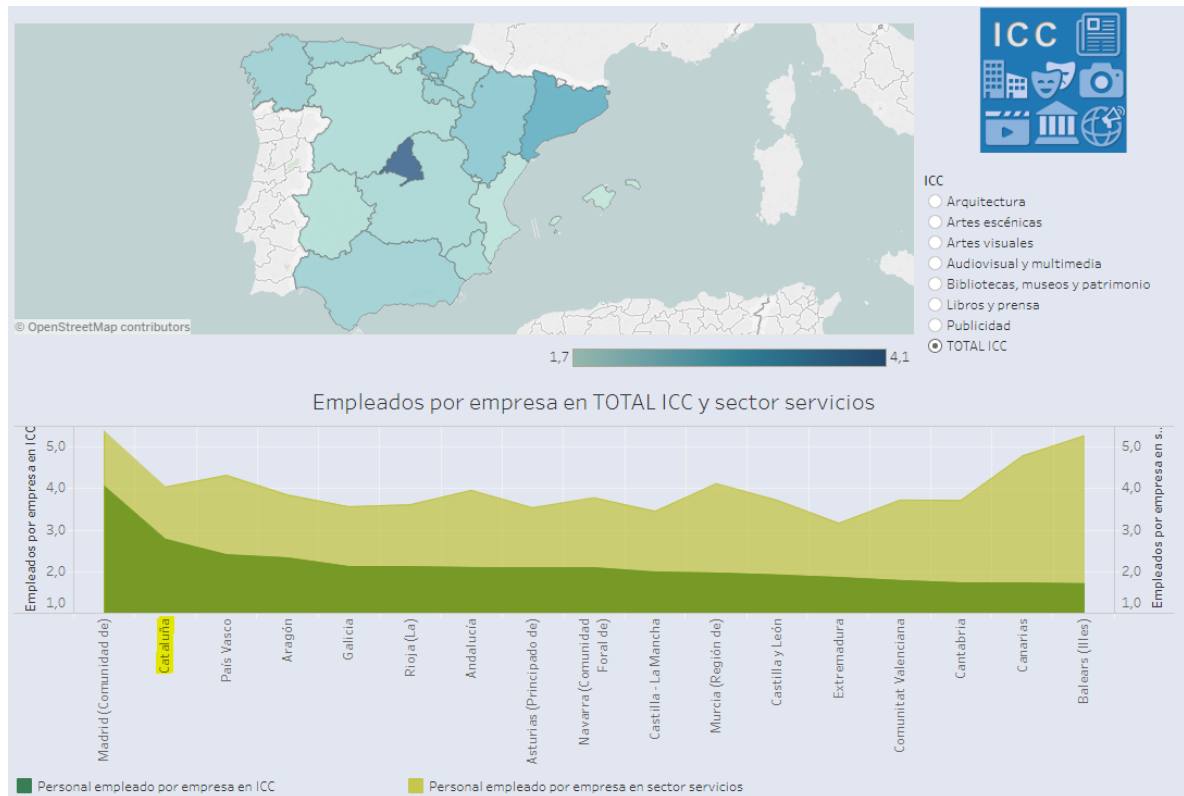 ICC
© OpenStreetMap contributors
ICC
Arquitectura
Artes escénicas
Artes visuales
Audiovisual y multimedia
Bibliotecas, museos y patrimonio
Libros y prensa
Publicidad
TOTAL ICC
1,7
4,1
Empleados por empresa en TOTAL ICC y sector servicios
Empleados por empresa en ICC
5,0
4,0
3,0
2,0
1,0
5,0
4,0
3,0
2,0
1,0
Empleados por empresa en s..
Madrid (Comunidad de)
Cataluña
País Vasco
Aragón
Galicia
Rioja (La)
Andalucía
Asturias (Principado de)
Navarra (Comunidad
Foral de)
Castilla - La Mancha
Murcia (Región de)
Castilla y León
Extremadura
Comunitat Valenciana
Cantabria
Canarias
Balears (Illes)
Personal empleado por empresa en ICC
Personal empleado por empresa en sector servicios